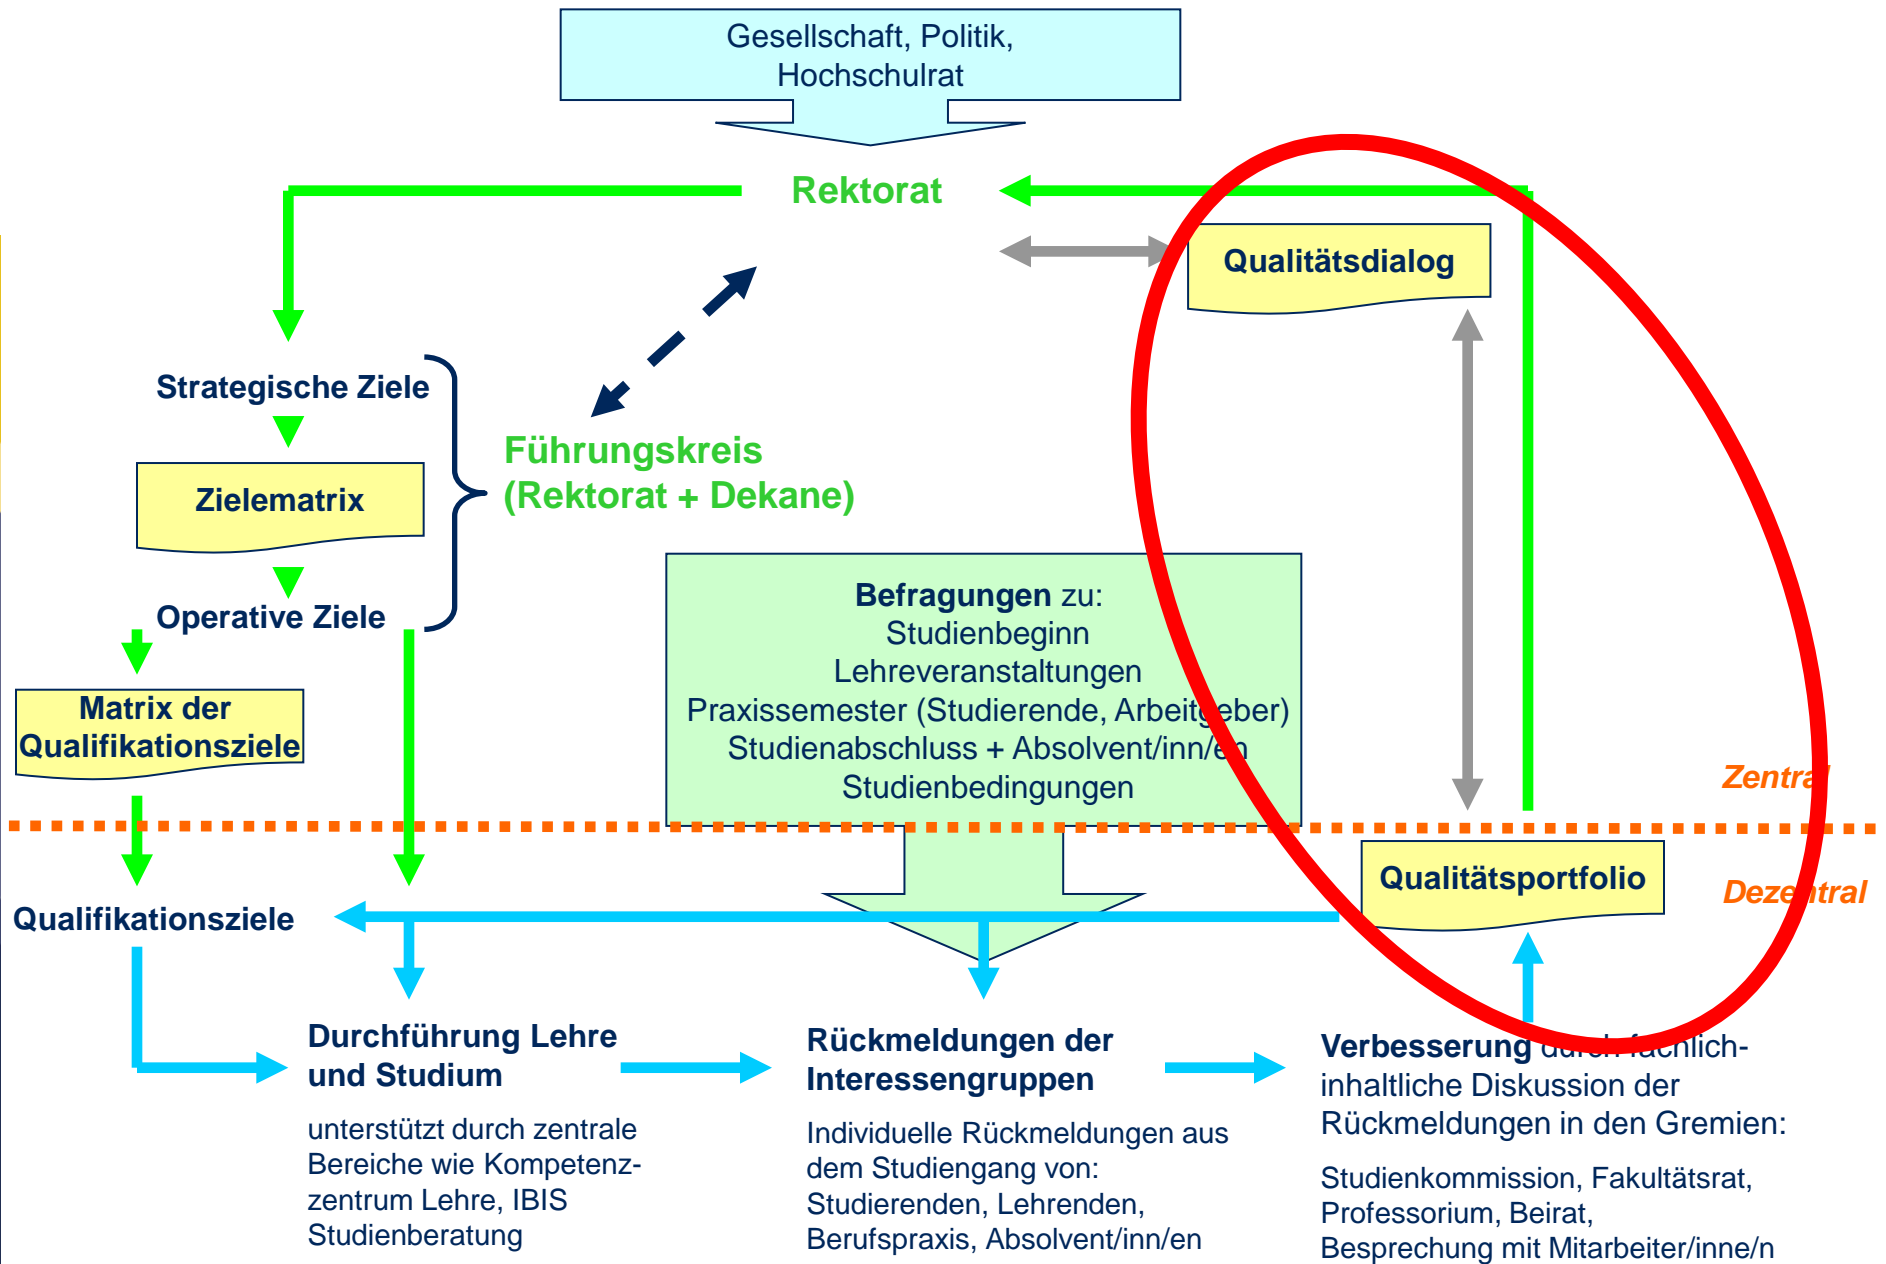 Gesellschaft, Politik,
Hochschulrat
Rektorat
Qualitätsdialog
Strategische Ziele
Führungskreis
(Rektorat + Dekane)
Zielematrix
Operative Ziele
Befragungen zu:
Studienbeginn
Lehreveranstaltungen
Praxissemester (Studierende, Arbeitgeber)
Studienabschluss + Absolvent/inn/en
Studienbedingungen
Matrix der
Qualifikationsziele
Zentral
Qualitätsportfolio
Dezentral
Qualifikationsziele
Durchführung Lehre
und Studium
unterstützt durch zentrale
Bereiche wie Kompetenz-
zentrum Lehre, IBIS
Studienberatung
Rückmeldungen der
Interessengruppen
Individuelle Rückmeldungen aus
dem Studiengang von:
Studierenden, Lehrenden,
Berufspraxis, Absolvent/inn/en
Verbesserung durch fachlich-
inhaltliche Diskussion der
Rückmeldungen in den Gremien:
Studienkommission, Fakultätsrat,
Professorium, Beirat,
Besprechung mit Mitarbeiter/inne/n